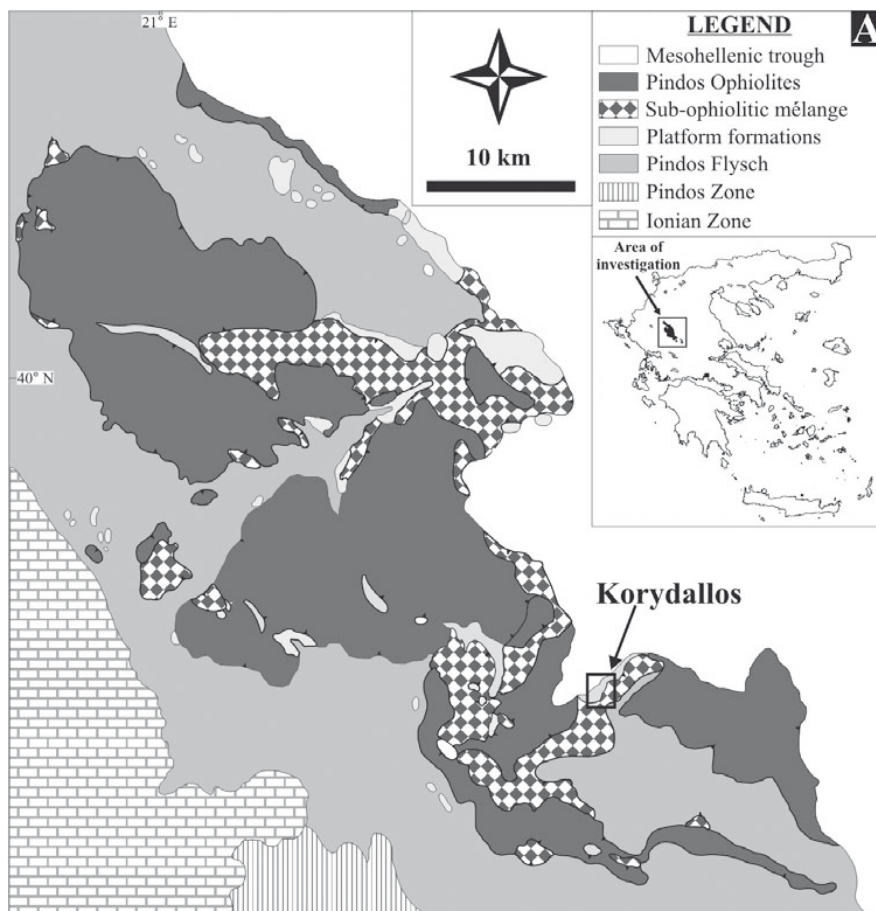 21° E
LEGEND
A
Mesohellenic trough
Pindos Ophiolites
Sub-ophiolitic mélange
Platform formations
Pindos Flysch
Pindos Zone
Ionian Zone
10 km
Area of
investigation
40° N
Korydallos